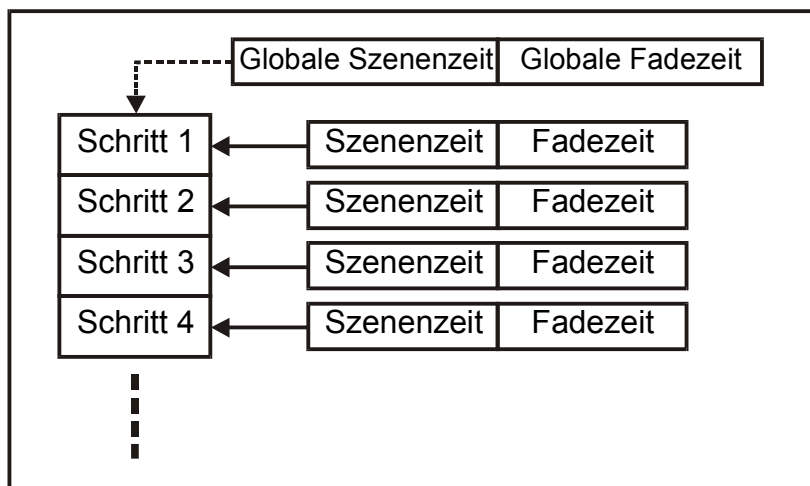 Globale Szenenzeit Globale Fadezeit
Schritt 1 Szenenzeit Fadezeit
Schritt 2 Szenenzeit Fadezeit
Schritt 3 Szenenzeit Fadezeit
Schritt 4 Szenenzeit Fadezeit